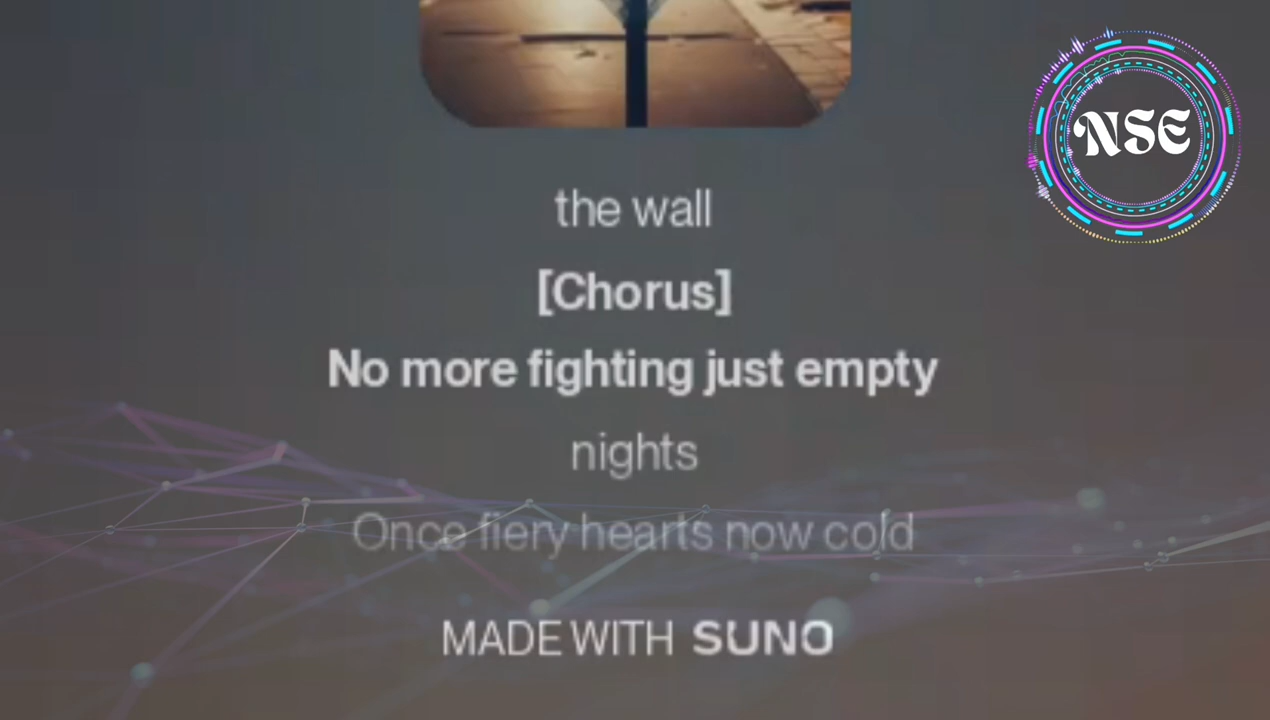 NSE
the wall
[Chorus]
No more fighting just empty
nights
Once fiery hearts now cold
MADE WITH SUNO